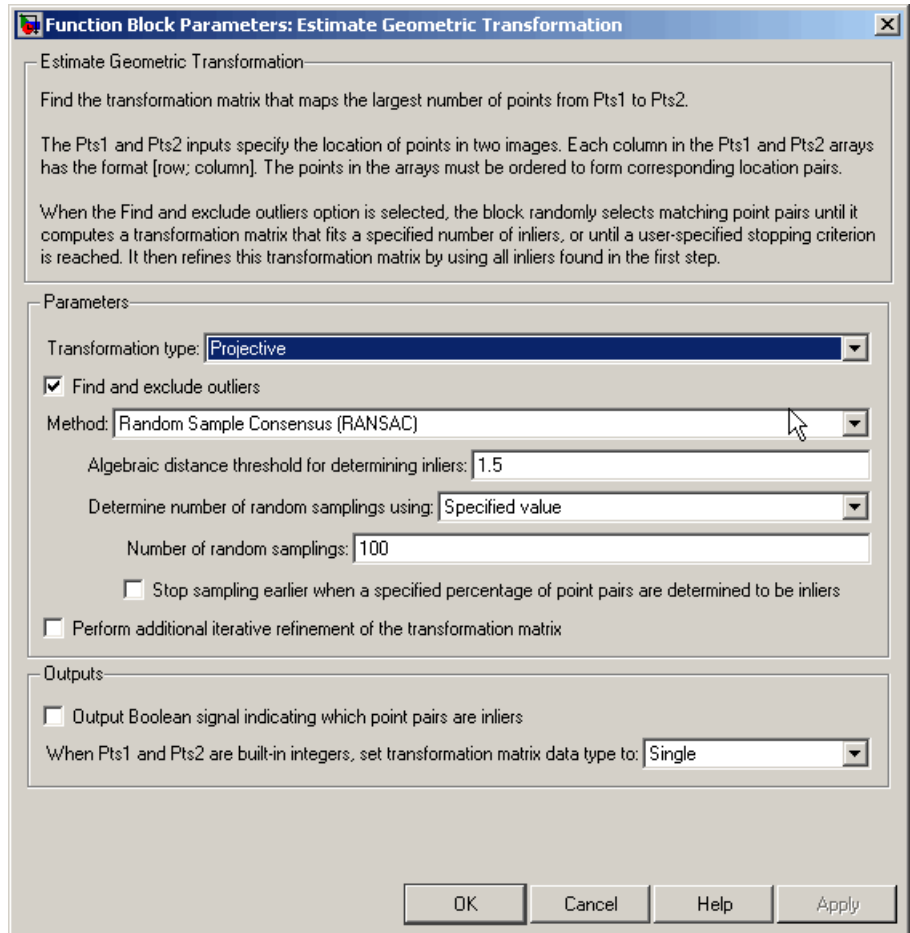 Function Block Parameters: Estimate Geometric Transformation
Estimate Geometric Transformation
Find the transformation matrix that maps the largest number of points from Pts1 to Pts2.
The Pts1 and Pts2 inputs specify the location of points in two images. Each column in the Pts1 and Pts2 arrays
has the format [row; column]. The points in the arrays must be ordered to form corresponding location pairs.
When the Find and exclude outliers option is selected, the block randomly selects matching point pairs until it
computes a transformation matrix that fits a specified number of inliers, or until a user-specified stopping criterion
is reached. It then refines this transformation matrix by using all inliers found in the first step.
Parameters
Transformation type: Projective
Find and exclude outliers
Method: Random Sample Consensus (RANSAC)
Algebraic distance threshold for determining inliers: 1.5
Determine number of random samplings using: Specified value
Number of random samplings: 100
Stop sampling earlier when a specified percentage of point pairs are determined to be inliers
Perform additional iterative refinement of the transformation matrix
Outputs
Output Boolean signal indicating which point pairs are inliers
When Pts1 and Pts2 are built-in integers, set transformation matrix data type to: Single
OK Cancel Help Apply